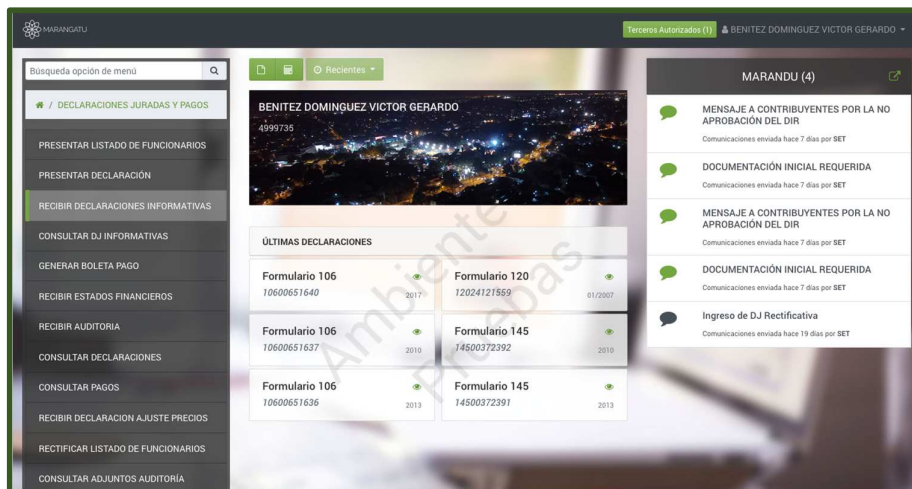 MARANGATU
Terceros Autorizados (1)
BENITEZ DOMINGUEZ VICTOR GERARDO
Búsqueda opción de menú
/ DECLARACIONES JURADAS Y PAGOS
PRESENTAR LISTADO DE FUNCIONARIOS
PRESENTAR DECLARACIÓN
RECIBIR DECLARACIONES INFORMATIVAS
CONSULTAR DJ INFORMATIVAS
GENERAR BOLETA PAGO
RECIBIR ESTADOS FINANCIEROS
RECIBIR AUDITORIA
CONSULTAR DECLARACIONES
CONSULTAR PAGOS
RECIBIR DECLARACION AJUSTE PRECIOS
RECTIFICAR LISTADO DE FUNCIONARIOS
CONSULTAR ADJUNTOS AUDITORÍA
Recientes
BENITEZ DOMINGUEZ VICTOR GERARDO
4999735
ÚLTIMAS DECLARACIONES
Formulario 106
10600651640
2017
Formulario 120
12024121559
01/2007
Formulario 106
10600651637
2010
Formulario 145
14500372392
2010
Formulario 106
10600651636
2013
Formulario 145
14500372391
2013
Ambiente
Pruebas
MARANDU (4)
MENSAJE A CONTRIBUYENTES POR LA NO
APROBACIÓN DEL DIR
Comunicaciones enviada hace 7 días por SET
DOCUMENTACIÓN INICIAL REQUERIDA
Comunicaciones enviada hace 7 días por SET
MENSAJE A CONTRIBUYENTES POR LA NO
APROBACIÓN DEL DIR
Comunicaciones enviada hace 7 días por SET
DOCUMENTACIÓN INICIAL REQUERIDA
Comunicaciones enviada hace 7 días por SET
Ingreso de DJ Rectificativa
Comunicaciones enviada hace 19 días por SET